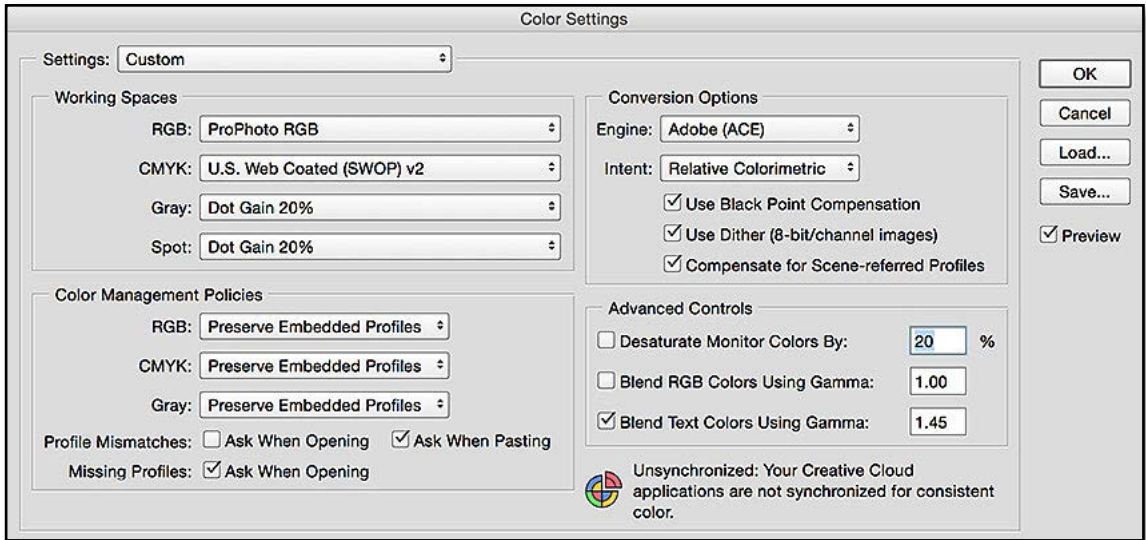 Color Settings
Settings: Custom
Working Spaces
RGB: ProPhoto RGB
CMYK: U.S. Web Coated (SWOP) v2
Gray: Dot Gain 20%
Spot: Dot Gain 20%
Color Management Policies
RGB: Preserve Embedded Profiles
CMYK: Preserve Embedded Profiles
Gray: Preserve Embedded Profiles
Profile Mismatches: Ask When Opening Ask When Pasting
Missing Profiles: Ask When Opening
Conversion Options
Engine: Adobe (ACE)
Intent: Relative Colorimetric
Use Black Point Compensation
Use Dither (8-bit/channel images)
Compensate for Scene-referred Profiles
Advanced Controls
Desaturate Monitor Colors By: 20 %
Blend RGB Colors Using Gamma: 1.00
Blend Text Colors Using Gamma: 1.45
Unsynchronized: Your Creative Cloud
applications are not synchronized for consistent
color.
OK
Cancel
Load...
Save...
Preview